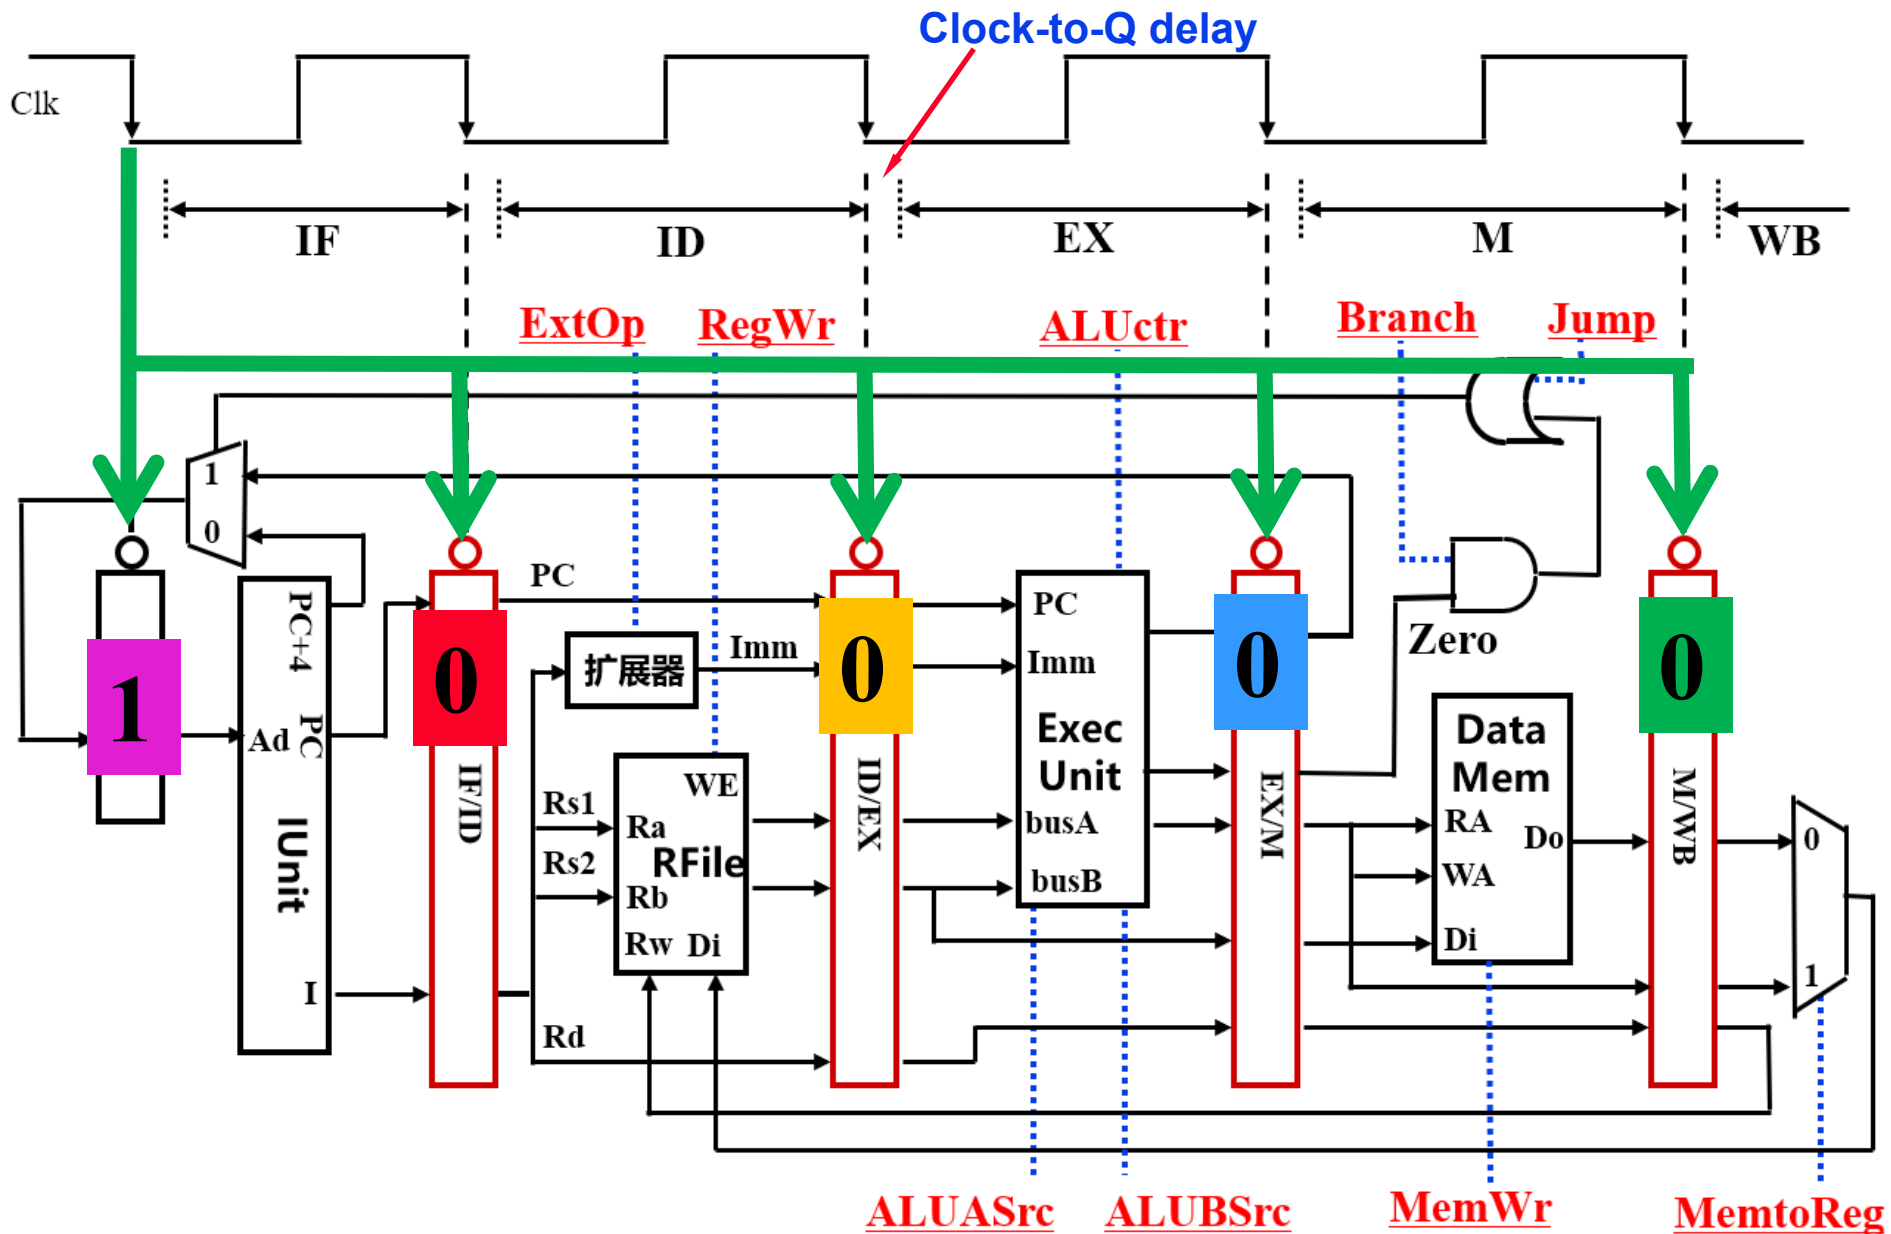 Clock-to-Q delay
Clk
IF
ID
EX
M
WB
ExtOp
RegWr
ALUctr
Branch
Jump
1
0
PC+4
PC
Ad
I
IUnit
1
0
IF/ID
PC
扩展器
Imm
Rs1
Rs2
Rd
WE
Ra
RFile
Rb
Rw Di
0
ID/EX
PC
Imm
Exec
Unit
busA
busB
0
EX/M
Zero
Data
Mem
RA
Do
WA
Di
0
M/WB
0
1
ALUASrc
ALUBSrc
MemWr
MemtoReg